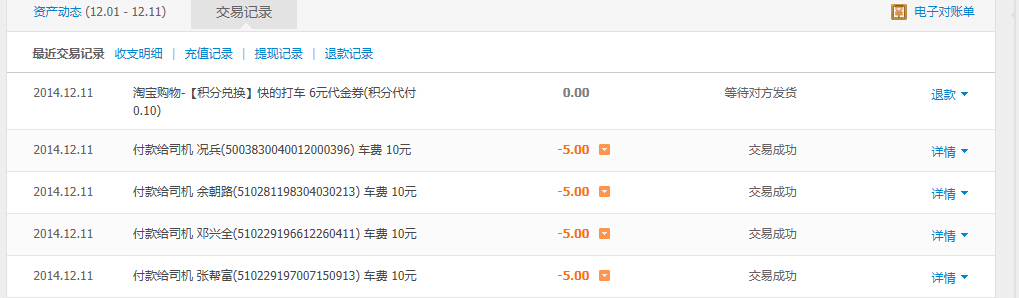 资产动态 (12.01 - 12.11) 交易记录 电子对账单
最近交易记录 收支明细 | 充值记录 | 提现记录 | 退款记录
2014.12.11 淘宝购物-【积分兑换】快的打车 6元代金券(积分代付 0.00 等待对方发货 退款
0.10)
2014.12.11 付款给司机 况兵(5003830040012000396) 车费 10元 -5.00 交易成功 详情
2014.12.11 付款给司机 余朝路(510281198304030213) 车费 10元 -5.00 交易成功 详情
2014.12.11 付款给司机 邓兴全(510229196612260411) 车费 10元 -5.00 交易成功 详情
2014.12.11 付款给司机 张帮富(510229197007150913) 车费 10元 -5.00 交易成功 详情